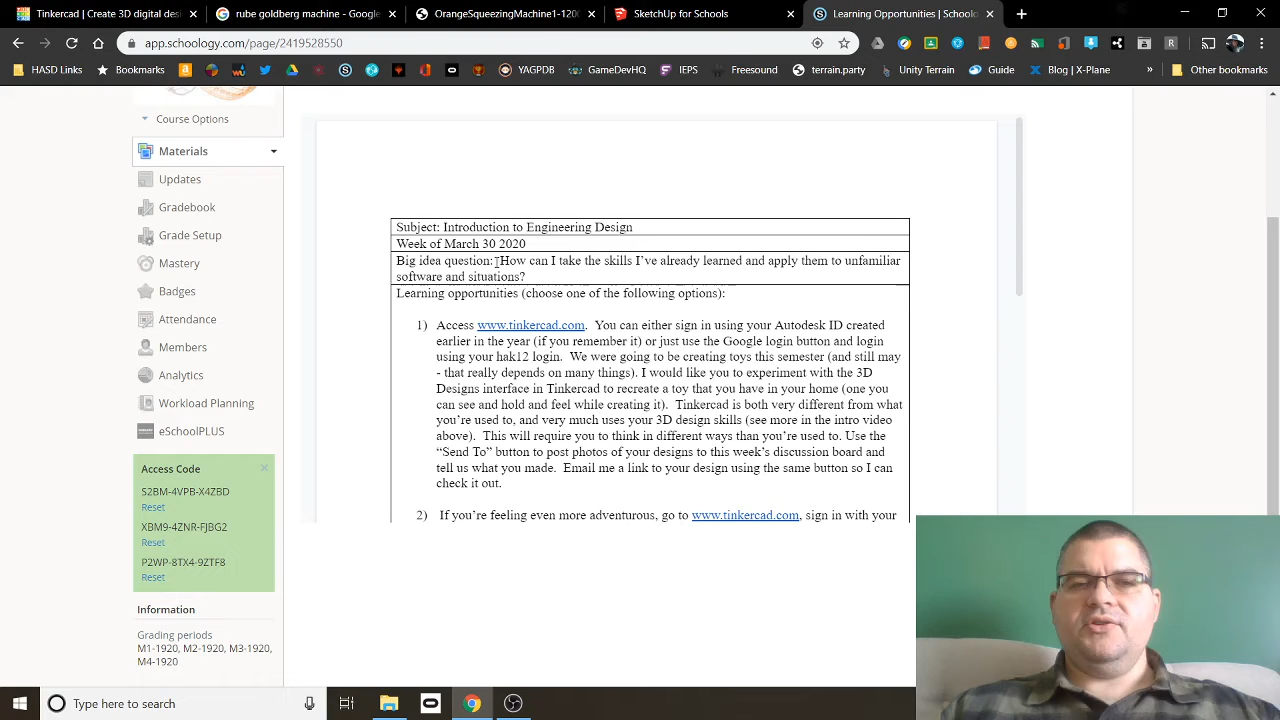 Tinkercad | Create 3D digital desi
rube goldberg machine - Google
OrangeSqueezingMachine1-1200
SketchUp for Schools
Learning Opportunities | Schoolo
app.schoology.com/page/2419528550
HASD Links
Bookmarks
YAGPDB
GameDevHQ
IEPS
Freesound
terrain.party
Unity Terrain
Guide
Blog | X-Plane
»
Other bookmarks
Course Options
Materials
Updates
Gradebook
Grade Setup
Mastery
Badges
Attendance
Members
Analytics
Workload Planning
eSchoolPLUS
Access Code
S2BM-4VPB-X4ZBD
Reset
XBM9-4ZNR-FJBG2
Reset
P2WP-8TX4-9ZTF8
Reset
Information
Grading periods
M1-1920, M2-1920, M3-1920,
M4-1920
Subject: Introduction to Engineering Design
Week of March 30 2020
Big idea question: How can I take the skills I've already learned and apply them to unfamiliar
software and situations?
Learning opportunities (choose one of the following options):
1) Access www.tinkercad.com. You can either sign in using your Autodesk ID created
earlier in the year (if you remember it) or just use the Google login button and login
using your hak12 login. We were going to be creating toys this semester (and still may
- that really depends on many things). I would like you to experiment with the 3D
Designs interface in Tinkercad to recreate a toy that you have in your home (one you
can see and hold and feel while creating it). Tinkercad is both very different from what
you're used to, and very much uses your 3D design skills (see more in the intro video
above). This will require you to think in different ways than you're used to. Use the
“Send To” button to post photos of your designs to this week's discussion board and
tell us what you made. Email me a link to your design using the same button so I can
check it out.
2) If you're feeling even more adventurous, go to www.tinkercad.com, sign in with your
Type here to search